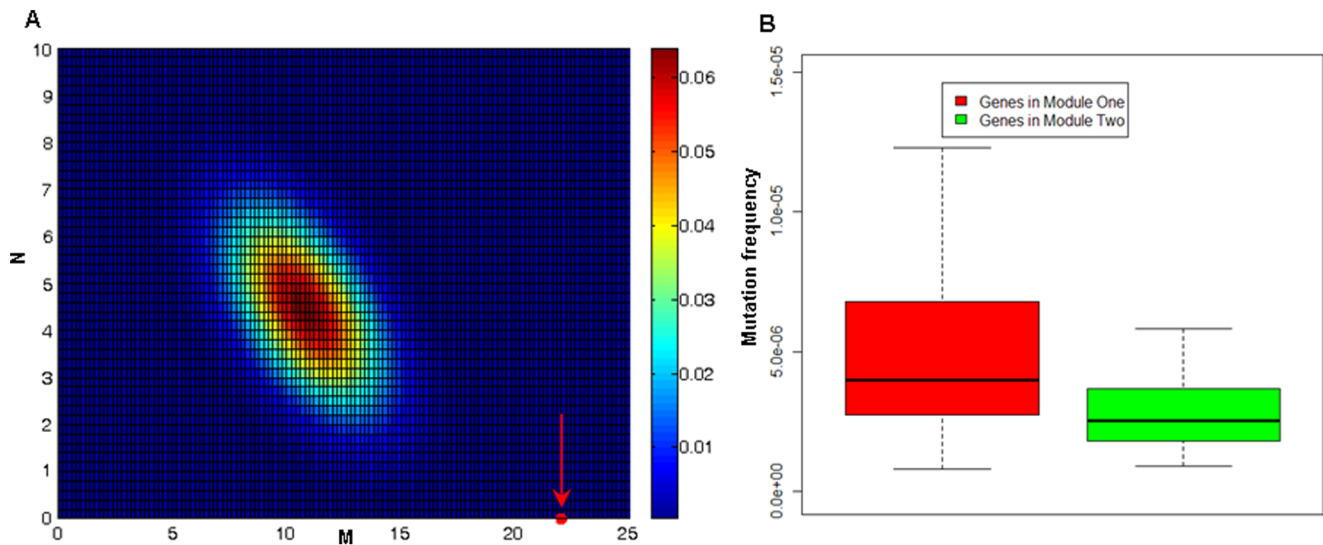 A
10
9
8
7
6
5
4
3
2
1
0
N
0
5
10
15
20
25
M
0.06
0.05
0.04
0.03
0.02
0.01
B
Genes in Module One
Genes in Module Two
Mutation frequency
1.5e-05
1.0e-05
5.0e-06
0.0e+00